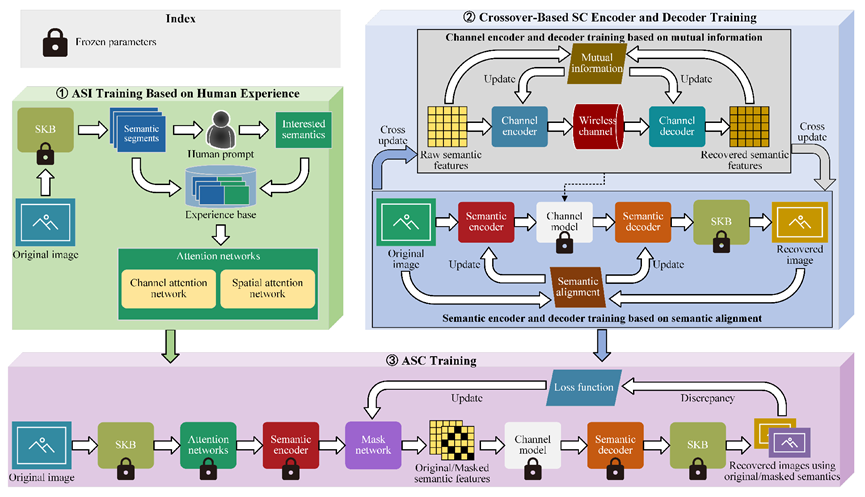 Index
Frozen parameters
① ASI Training Based on Human Experience
SKB
Semantic
segments
Human prompt
Interested
semantics
Experience
base
Original image
Attention networks
Channel attention
network
Spatial attention
network
② Crossover-Based SC Encoder and Decoder Training
Channel encoder and decoder training based on mutual information
Mutual
information
Update
Update
Channel
encoder
Wireless
channel
Channel
decoder
Raw semantic
features
Recovered semantic
features
Cross
update
Cross
update
Original
image
Semantic
encoder
Channel
model
Semantic
decoder
SKB
Recovered
image
Update
Update
Semantic
alignment
Semantic encoder and decoder training based on semantic alignment
③ ASC Training
Loss function
Update
Discrepancy
Original image
SKB
Attention
networks
Semantic
encoder
Mask
network
Original/Masked
semantic features
Channel
model
Semantic
decoder
SKB
Recovered images using
original/masked semantics